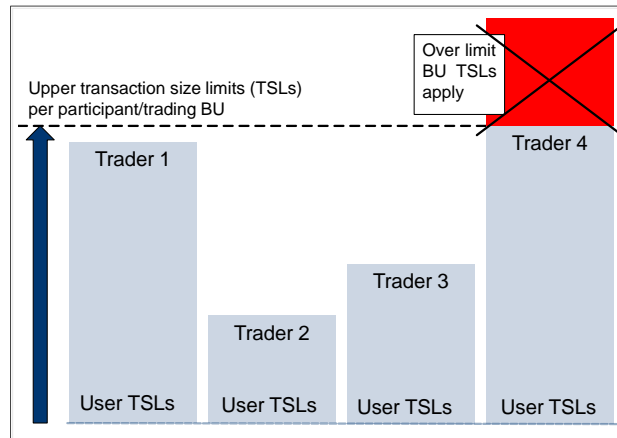 Over limit
BU TSLs
apply
Upper transaction size limits (TSLs)
per participant/trading BU
Trader 1
Trader 4
Trader 3
Trader 2
User TSLs
User TSLs
User TSLs
User TSLs